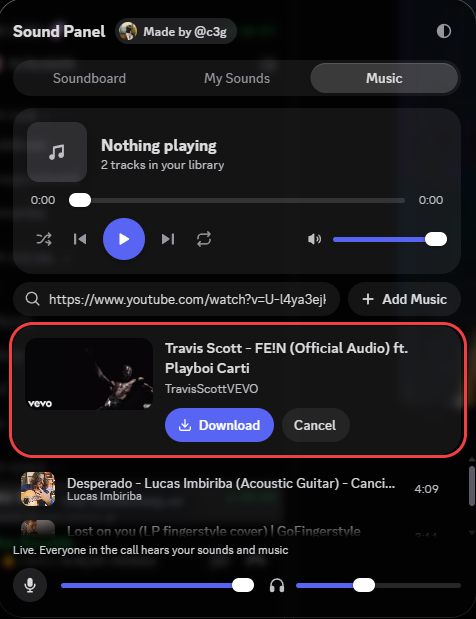 Sound Panel
Made by @c3g
Soundboard
My Sounds
Music
Nothing playing
2 tracks in your library
0:00
0:00
https://www.youtube.com/watch?v=U-l4ya3ejl
Add Music
Travis Scott - FE!N (Official Audio) ft.
Playboi Carti
TravisScottVEVO
vevo
Download
Cancel
Desperado - Lucas Imbiriba (Acoustic Guitar) - Canci...
Lucas Imbiriba
4:09
Lost on you (LP fingerstyle cover) | GoFingerstyle
Live. Everyone in the call hears your sounds and music